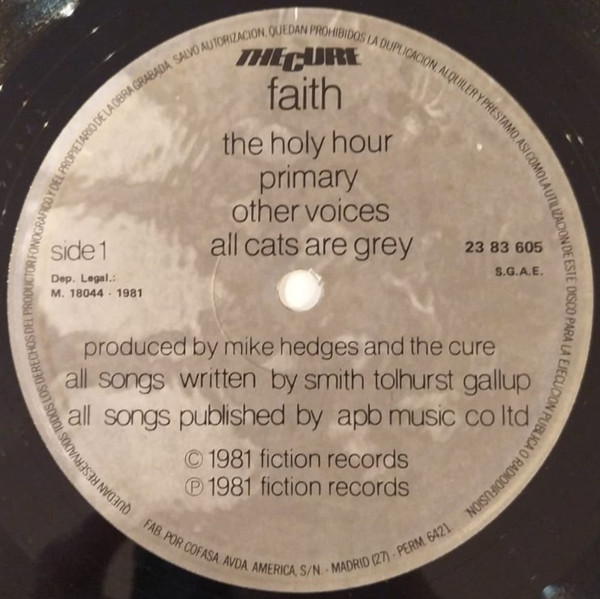 THE CURE
faith
the holy hour
primary
other voices
all cats are grey
side 1
23 83 605
Dep. Legal.:
M. 18044 - 1981
S.G.A.E.
produced by mike hedges and the cure
all songs written by smith tolhurst gallup
all songs published by apb music co ltd
© 1981 fiction records
℗ 1981 fiction records
QUEDAN RESERVADOS TODOS LOS DERECHOS DEL PRODUCTOR FONOGRAFICO Y DEL PROPIETARIO DE LA OBRA GRABADA. SALVO AUTORIZACION, QUEDAN PROHIBIDOS LA DUPLICACION, ALQUILER Y PRESTAMO, ASI COMO LA UTILIZACION DE ESTE DISCO PARA LA EJECUCION PUBLICA O RADIODIFUSION.
FAB. POR COFASA. AVDA. AMERICA, S/N. - MADRID (27) - PERM. 6421